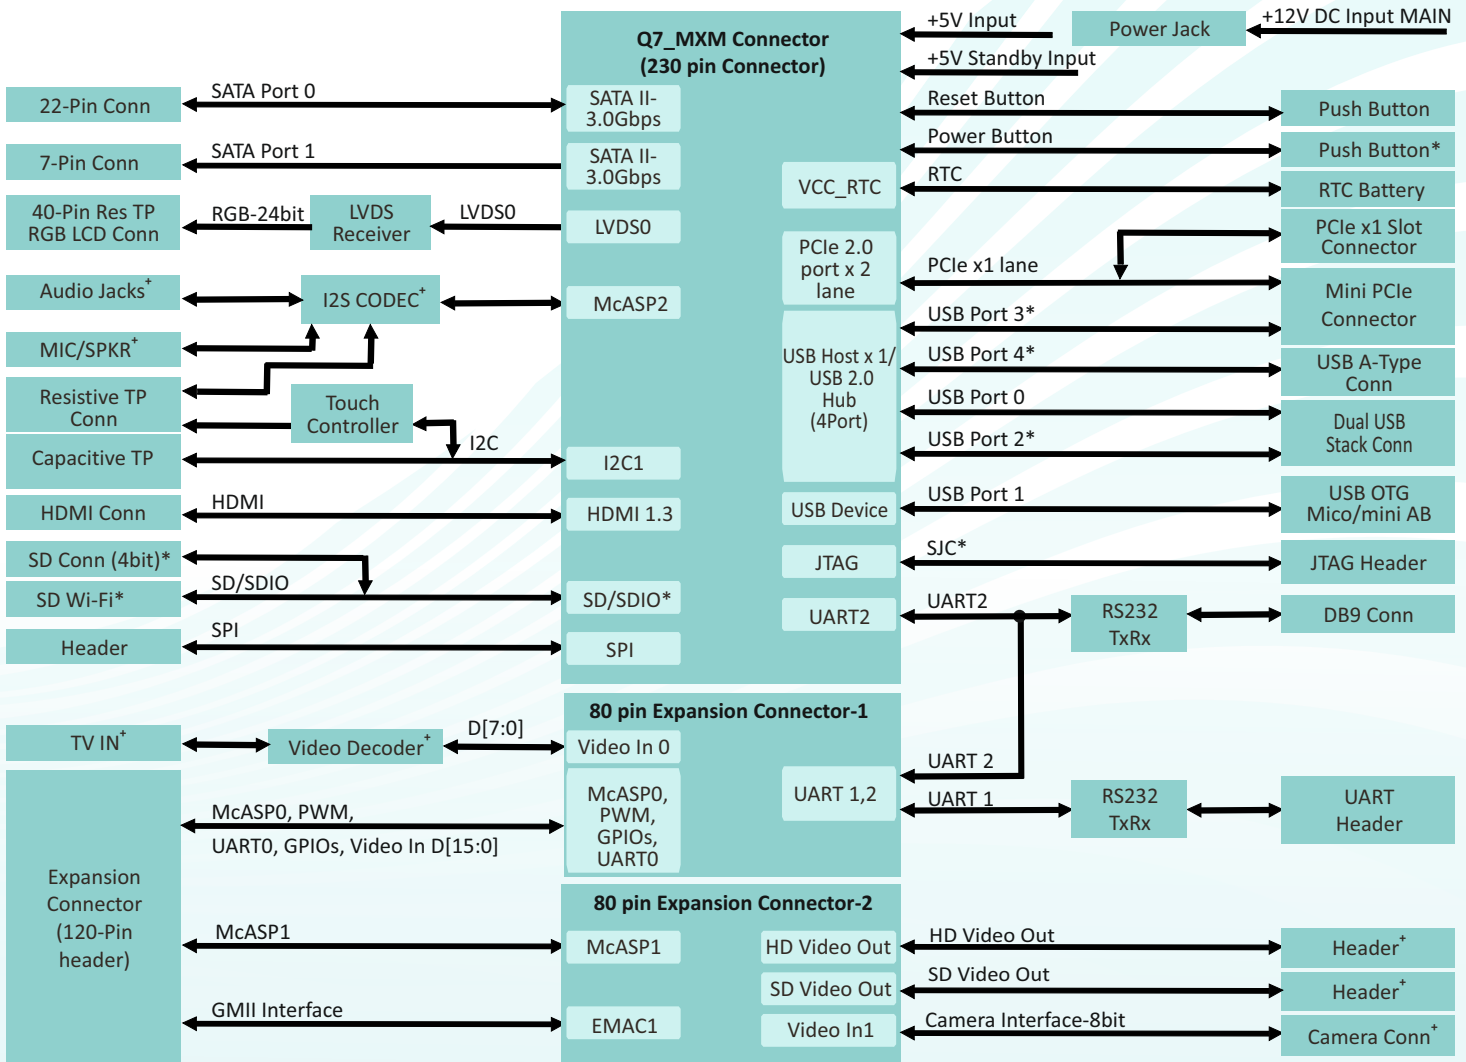 Q7_MXM Connector
(230 pin Connector)
+5V Input
Power Jack
+12V DC Input MAIN
+5V Standby Input
22-Pin Conn
SATA Port 0
SATA II-
3.0Gbps
Reset Button
Push Button
7-Pin Conn
SATA Port 1
SATA II-
3.0Gbps
Power Button
Push Button*
VCC_RTC
RTC
RTC Battery
40-Pin Res TP
RGB LCD Conn
RGB-24bit
LVDS
Receiver
LVDS0
LVDS0
PCIe 2.0
port x 2
lane
PCIe x1 lane
PCIe x1 Slot
Connector
Mini PCIe
Connector
Audio Jacks+
I2S CODEC+
McASP2
MIC/SPKR+
USB Host x 1/
USB 2.0
Hub
(4Port)
USB Port 3*
USB Port 4*
USB A-Type
Conn
Resistive TP
Conn
Touch
Controller
USB Port 0
USB Port 2*
Dual USB
Stack Conn
Capacitive TP
I2C
I2C1
HDMI Conn
HDMI
HDMI 1.3
USB Device
USB Port 1
USB OTG
Mico/mini AB
SD Conn (4bit)*
JTAG
SJC*
JTAG Header
SD Wi-Fi*
SD/SDIO
SD/SDIO*
UART2
UART2
RS232
TxRx
DB9 Conn
Header
SPI
SPI
80 pin Expansion Connector-1
TV IN+
Video Decoder+
D[7:0]
Video In 0
UART 1,2
UART 2
UART 1
RS232
TxRx
UART
Header
McASP0, PWM,
UART0, GPIOs, Video In D[15:0]
McASP0,
PWM,
GPIOs,
UART0
Expansion
Connector
(120-Pin
header)
80 pin Expansion Connector-2
McASP1
McASP1
HD Video Out
HD Video Out
Header+
SD Video Out
SD Video Out
Header+
GMII Interface
EMAC1
Video In1
Camera Interface-8bit
Camera Conn+